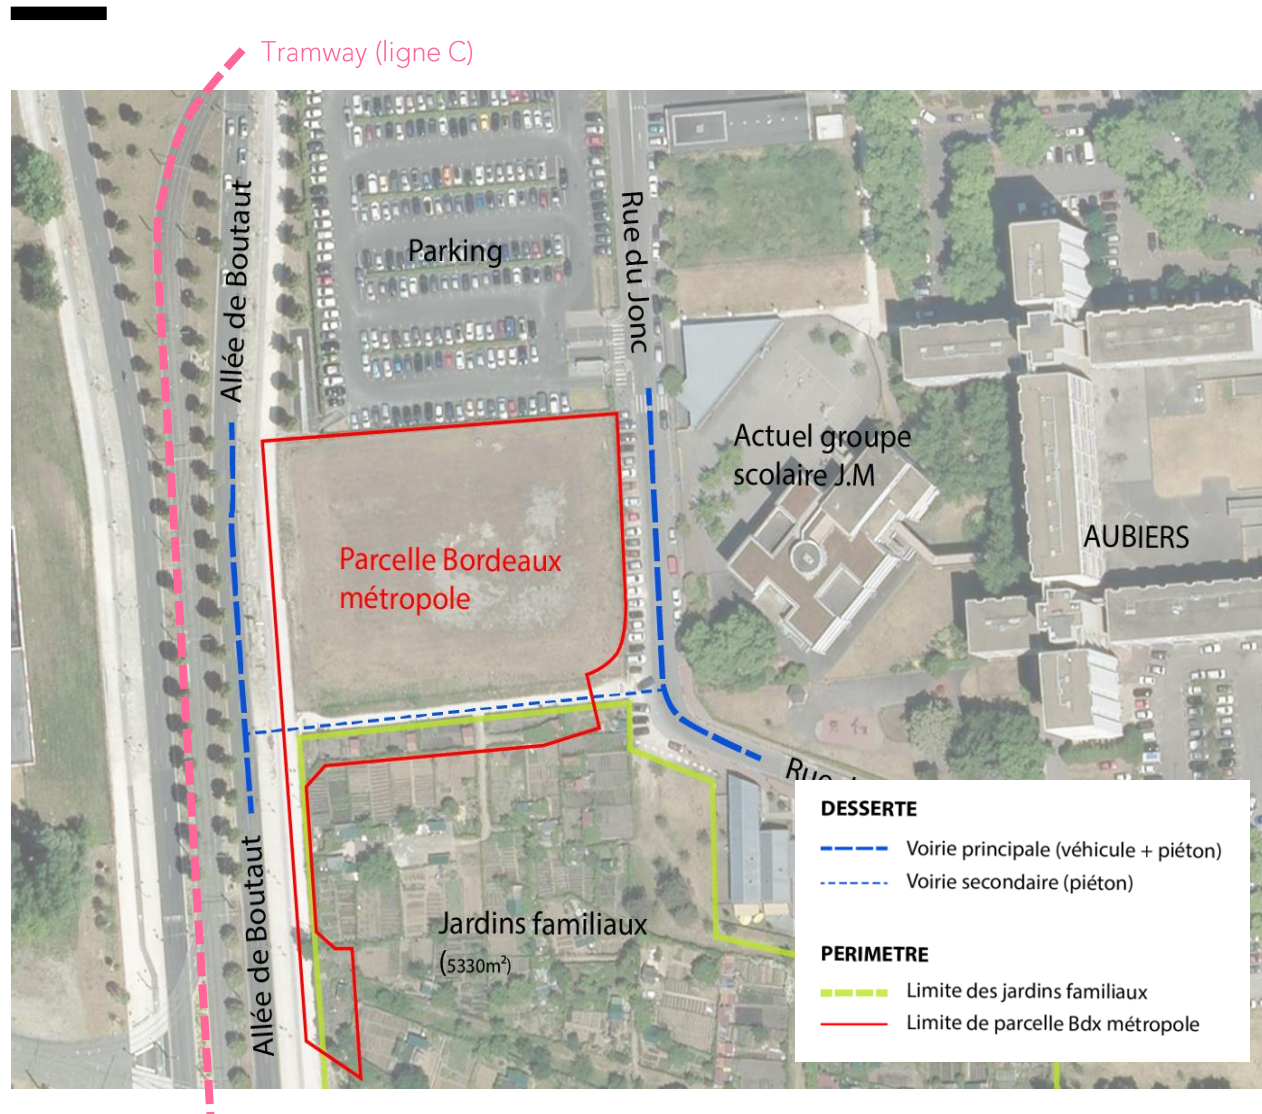 Tramway (ligne C)
Allée de Boutaut
Rue du Jonc
Parking
Actuel groupe
scolaire J.M
AUBIERS
Parcelle Bordeaux
métropole
Rue
Allée de Boutaut
Jardins familiaux
(5330m²)
DESSERTE
Voirie principale (véhicule + piéton)
Voirie secondaire (piéton)
PERIMETRE
Limite des jardins familiaux
Limite de parcelle Bdx métropole